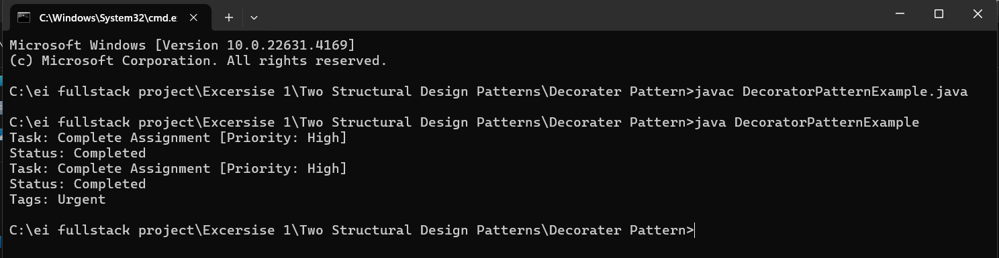 C:\Windows\System32\cmd.e
Microsoft Windows [Version 10.0.22631.4169]
(c) Microsoft Corporation. All rights reserved.
C:\ei fullstack project\Excersise 1\Two Structural Design Patterns\Decorater Pattern>javac DecoratorPatternExample.java
C:\ei fullstack project\Excersise 1\Two Structural Design Patterns\Decorater Pattern>java DecoratorPatternExample
Task: Complete Assignment [Priority: High]
Status: Completed
Task: Complete Assignment [Priority: High]
Status: Completed
Tags: Urgent
C:\ei fullstack project\Excersise 1\Two Structural Design Patterns\Decorater Pattern>